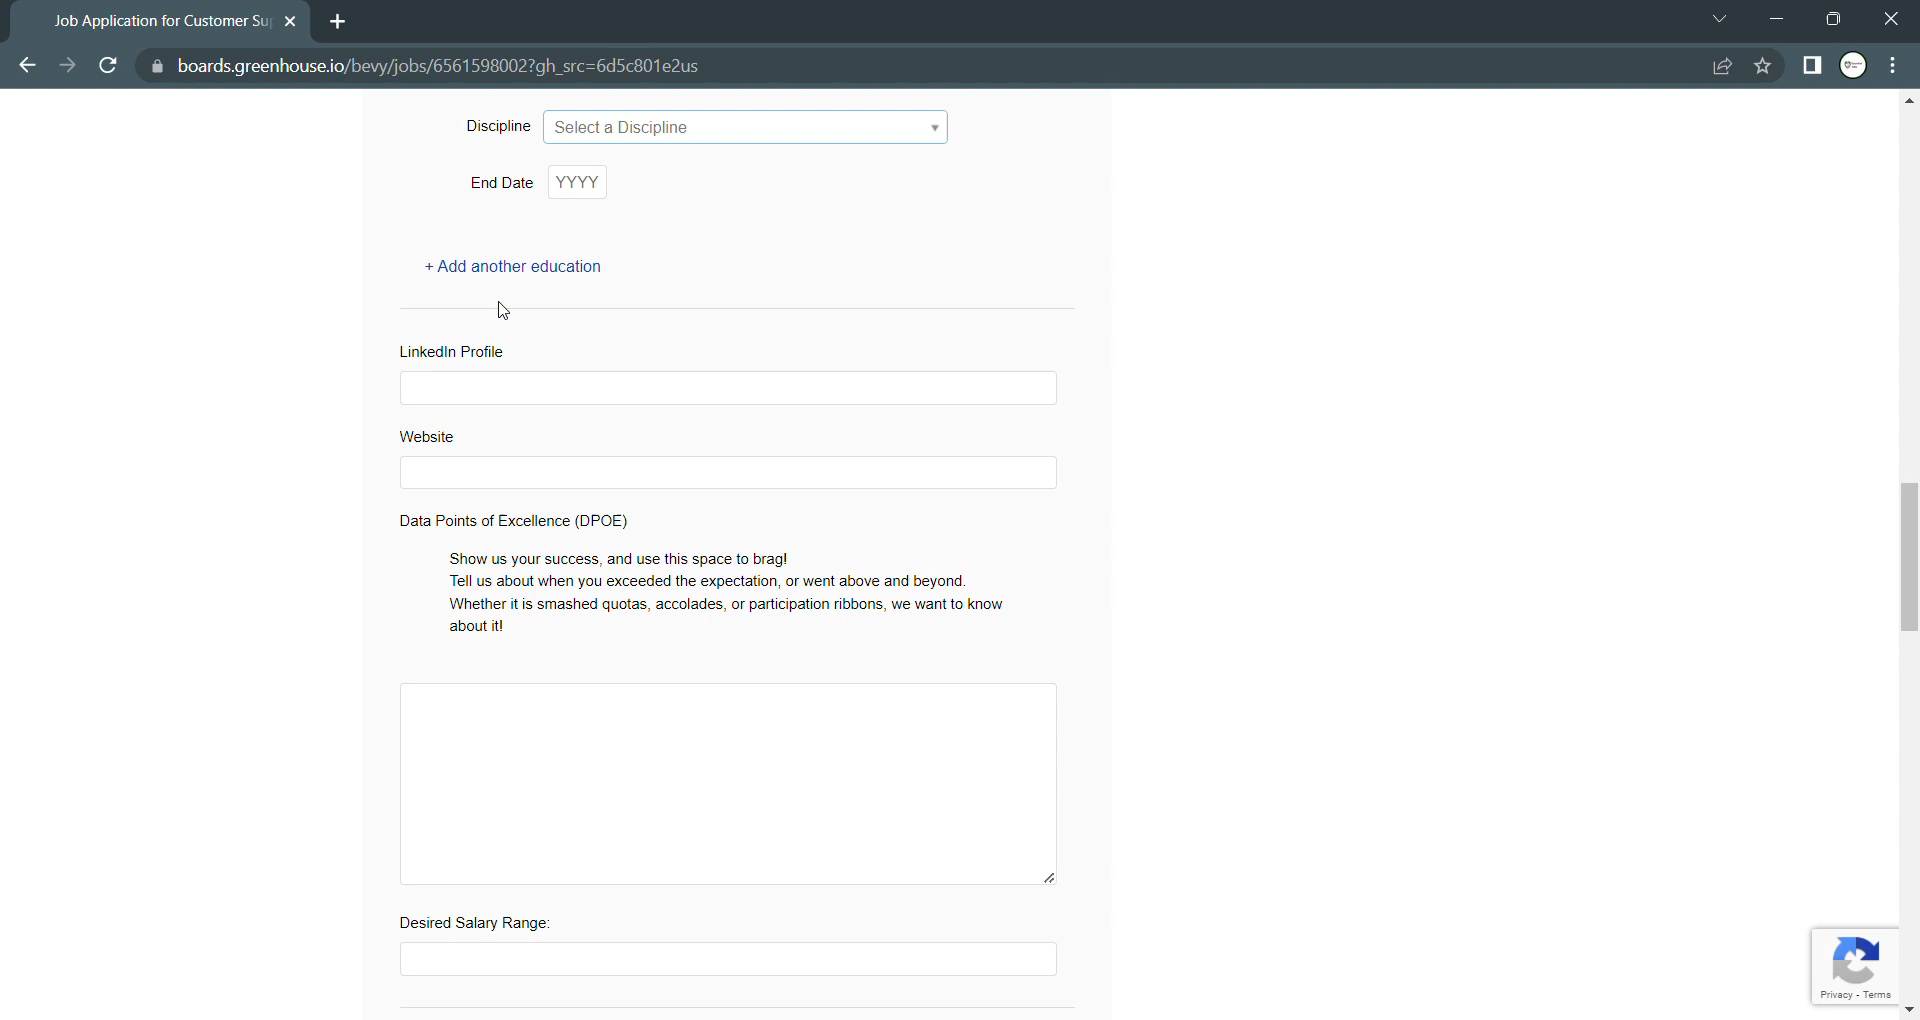 Job Application for Customer Su
boards.greenhouse.io/bevy/jobs/6561598002?gh_src=6d5c801e2us
Discipline Select a Discipline
End Date YYYY
+ Add another education
LinkedIn Profile
Website
Data Points of Excellence (DPOE)
Show us your success, and use this space to brag!
Tell us about when you exceeded the expectation, or went above and beyond.
Whether it is smashed quotas, accolades, or participation ribbons, we want to know
about it!
Desired Salary Range:
Privacy - Terms